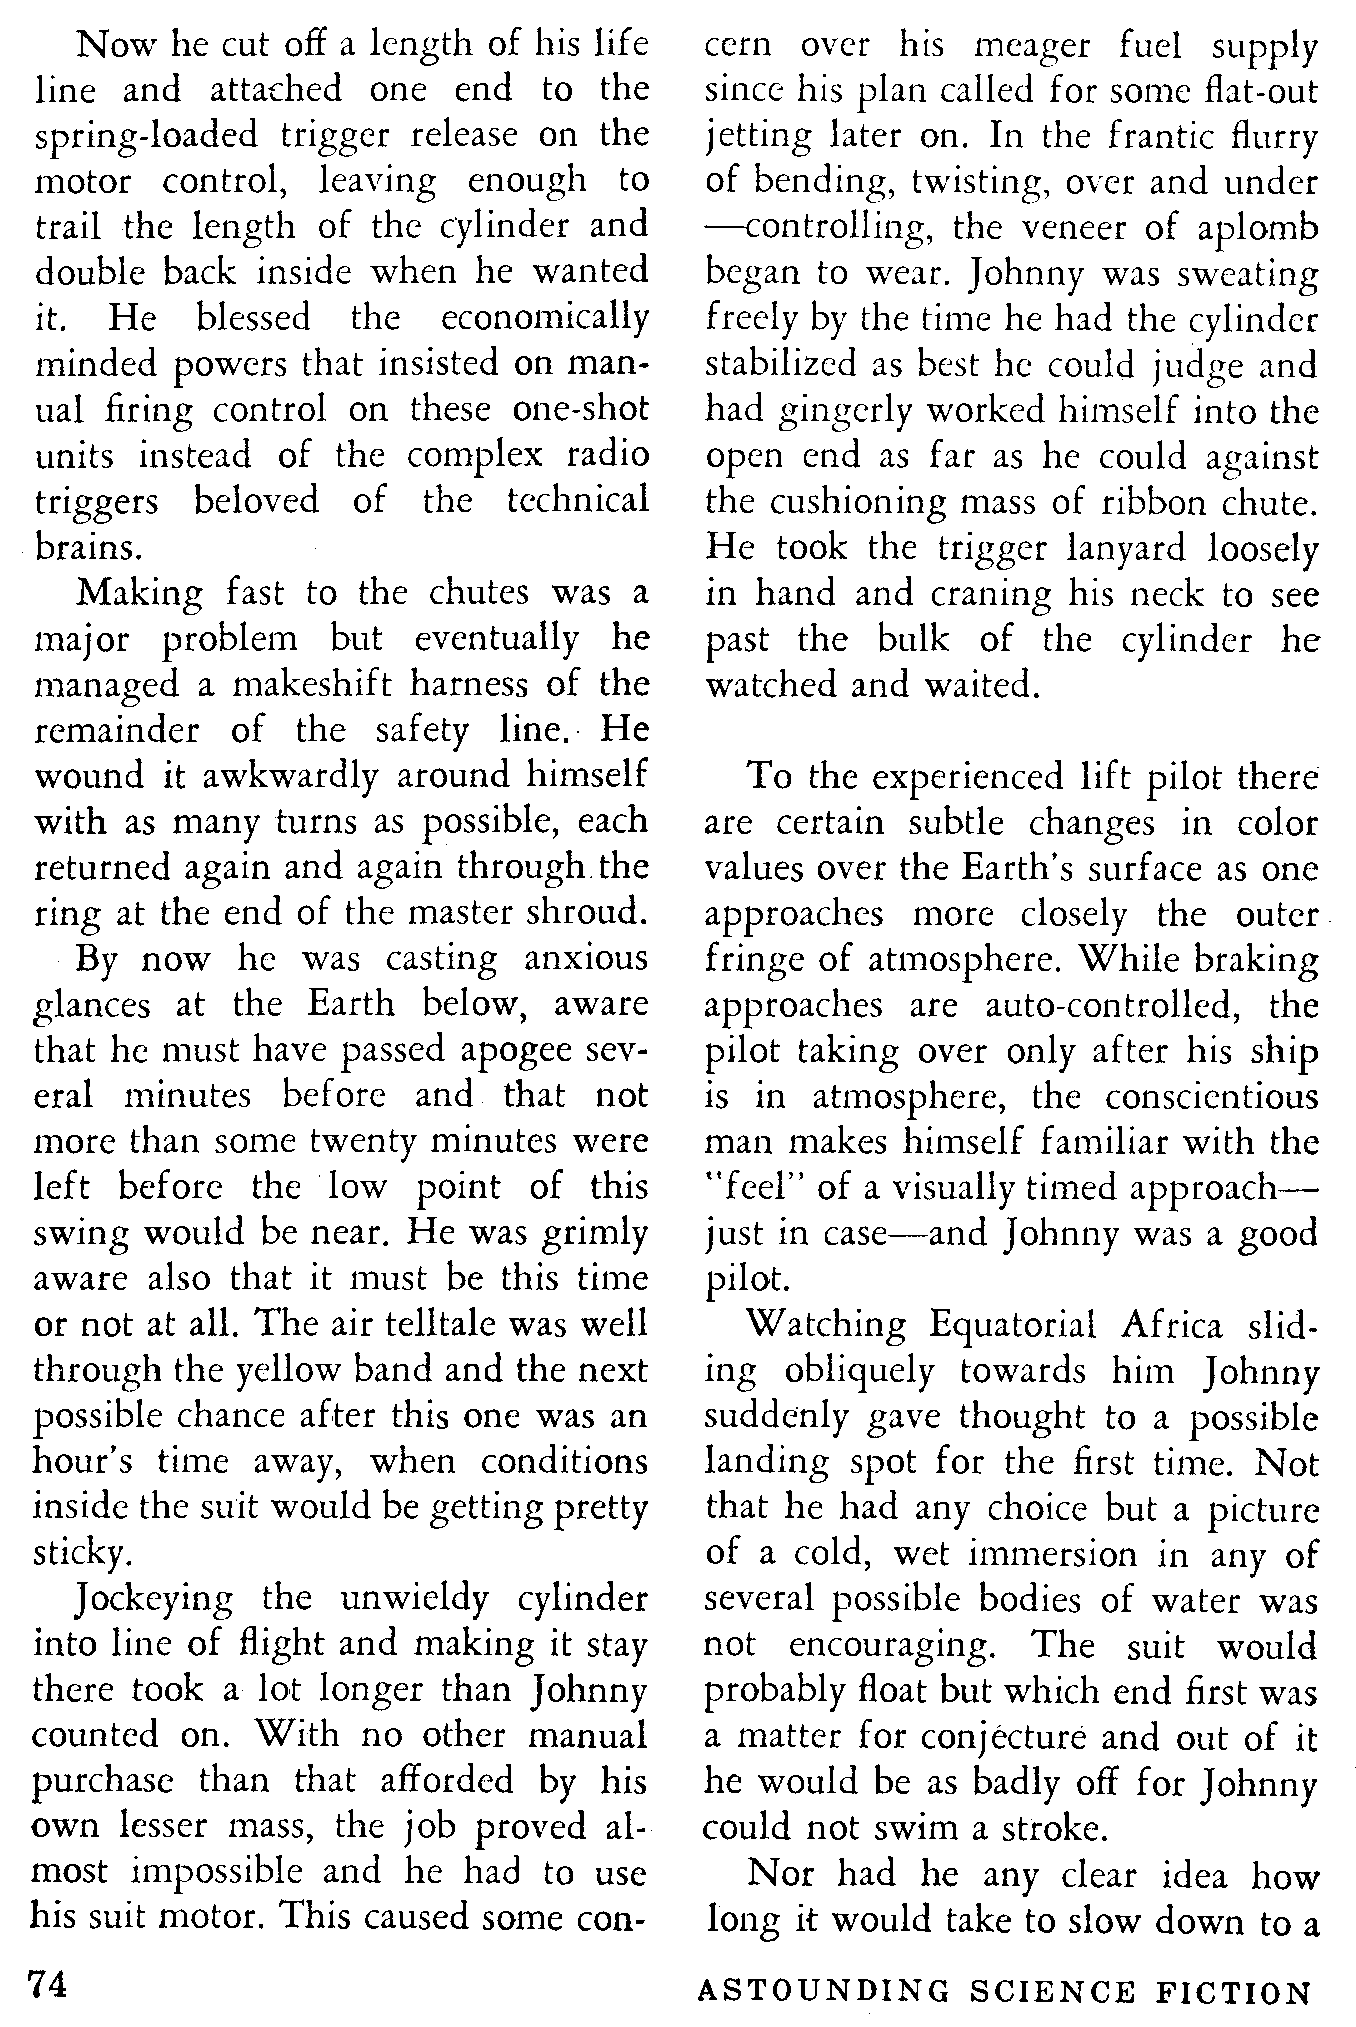 Now he cut off a length of his life
line and attached one end to the
spring-loaded trigger release on the
motor control, leaving enough to
trail the length of the cylinder and
double back inside when he wanted
it. He blessed the economically
minded powers that insisted on man-
ual firing control on these one-shot
units instead of the complex radio
triggers beloved of the technical
brains.
Making fast to the chutes was a
major problem but eventually he
managed a makeshift harness of the
remainder of the safety line. He
wound it awkwardly around himself
with as many turns as possible, each
returned again and again through the
ring at the end of the master shroud.
By now he was casting anxious
glances at the Earth below, aware
that he must have passed apogee sev-
eral minutes before and that not
more than some twenty minutes were
left before the low point of this
swing would be near. He was grimly
aware also that it must be this time
or not at all. The air telltale was well
through the yellow band and the next
possible chance after this one was an
hour's time away, when conditions
inside the suit would be getting pretty
sticky.
Jockeying the unwieldy cylinder
into line of flight and making it stay
there took a lot longer than Johnny
counted on. With no other manual
purchase than that afforded by his
own lesser mass, the job proved al-
most impossible and he had to use
his suit motor. This caused some con-
cern over his meager fuel supply
since his plan called for some flat-out
jetting later on. In the frantic flurry
of bending, twisting, over and under
—controlling, the veneer of aplomb
began to wear. Johnny was sweating
freely by the time he had the cylinder
stabilized as best he could judge and
had gingerly worked himself into the
open end as far as he could against
the cushioning mass of ribbon chute.
He took the trigger lanyard loosely
in hand and craning his neck to see
past the bulk of the cylinder he
watched and waited.
To the experienced lift pilot there
are certain subtle changes in color
values over the Earth's surface as one
approaches more closely the outer
fringe of atmosphere. While braking
approaches are auto-controlled, the
pilot taking over only after his ship
is in atmosphere, the conscientious
man makes himself familiar with the
"feel" of a visually timed approach—
just in case—and Johnny was a good
pilot.
Watching Equatorial Africa slid-
ing obliquely towards him Johnny
suddenly gave thought to a possible
landing spot for the first time. Not
that he had any choice but a picture
of a cold, wet immersion in any of
several possible bodies of water was
not encouraging. The suit would
probably float but which end first was
a matter for conjecture and out of it
he would be as badly off for Johnny
could not swim a stroke.
Nor had he any clear idea how
long it would take to slow down to a
74
ASTOUNDING SCIENCE FICTION